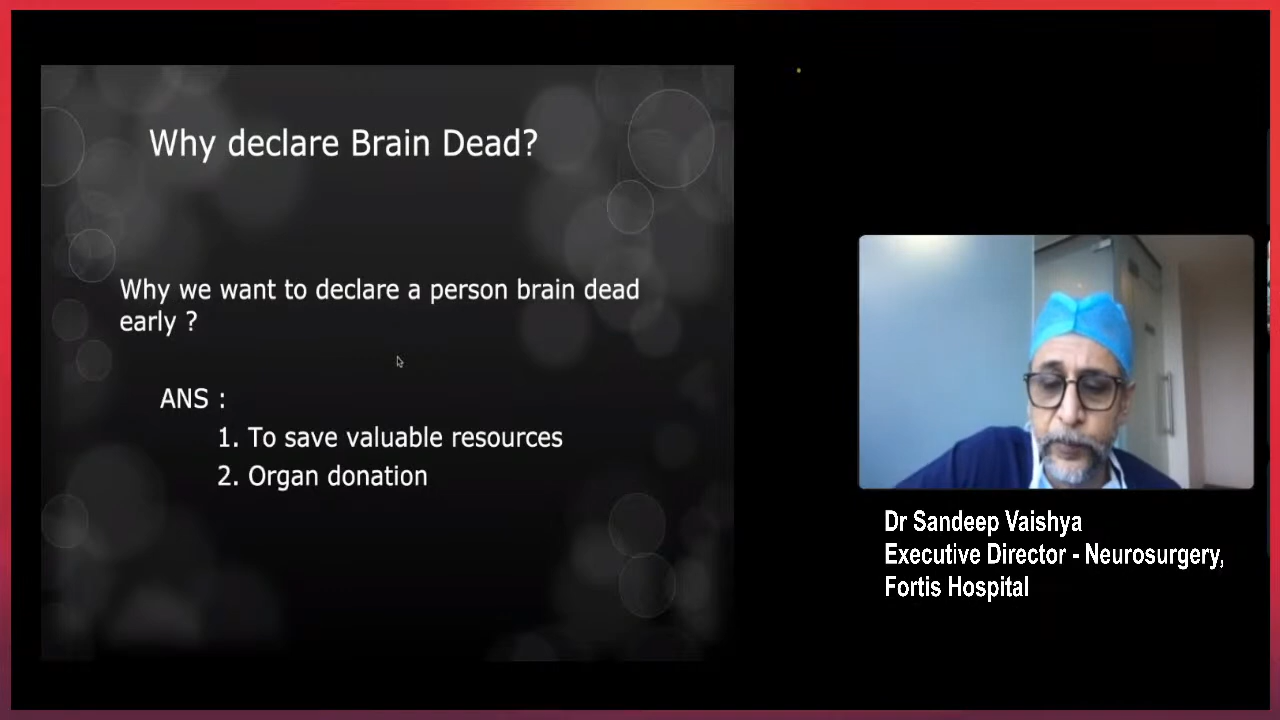 Why declare Brain Dead?
Why we want to declare a person brain dead
early ?
ANS :
1. To save valuable resources
2. Organ donation
Dr Sandeep Vaishya
Executive Director - Neurosurgery,
Fortis Hospital